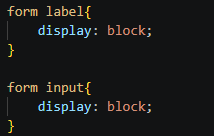 form label{
    display: block;
}

form input{
    display: block;
}